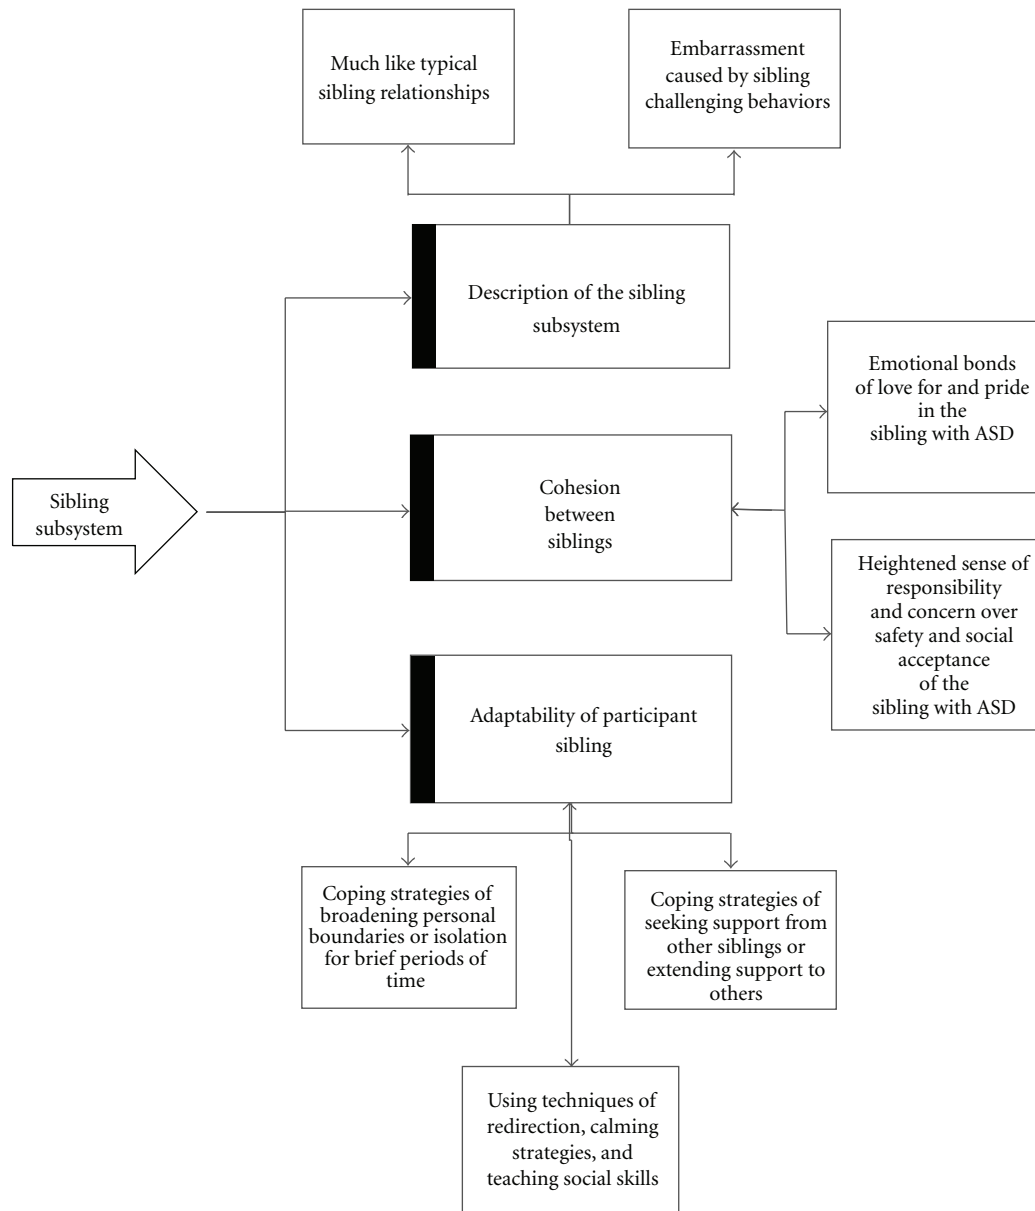 Much like typical
sibling relationships
Embarrassment
caused by sibling
challenging behaviors
Description of the sibling
subsystem
Emotional bonds
of love for and pride
in the
sibling with ASD
Sibling
subsystem
Cohesion
between
siblings
Heightened sense of
responsibility
and concern over
safety and social
acceptance
of the
sibling with ASD
Adaptability of participant
sibling
Coping strategies of
broadening personal
boundaries or isolation
for brief periods of
time
Coping strategies of
seeking support from
other siblings or
extending support to
others
Using techniques of
redirection, calming
strategies, and
teaching social skills